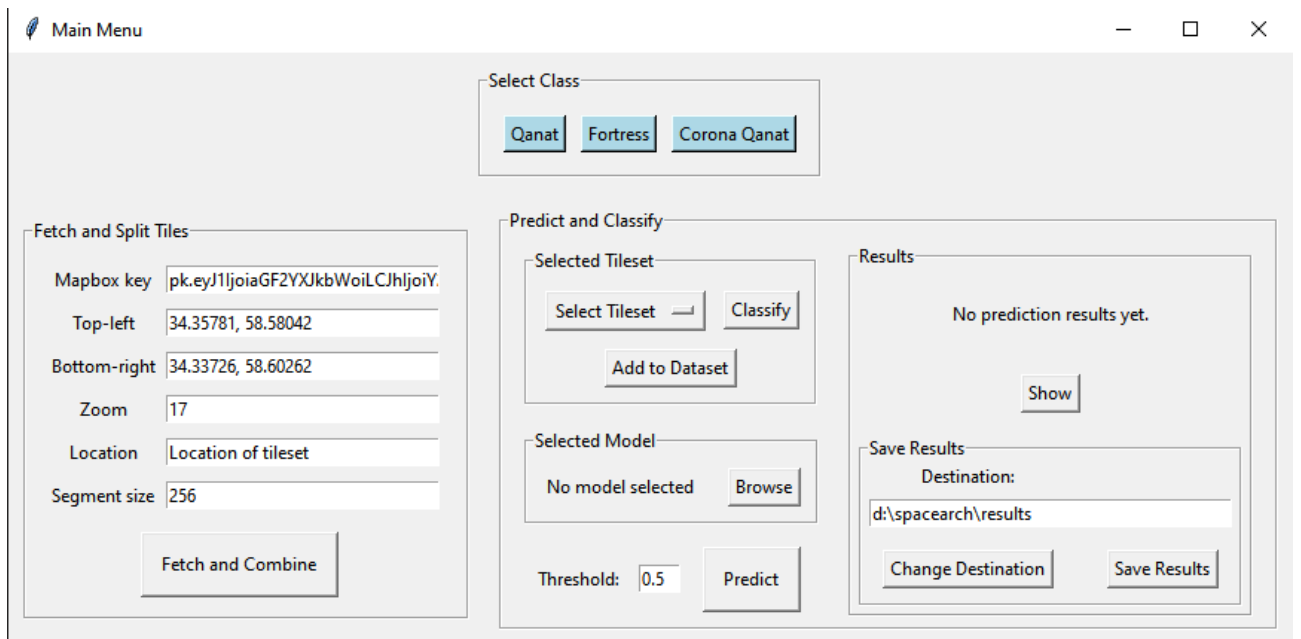 Main Menu
Select Class
Qanat Fortress Corona Qanat
Fetch and Split Tiles
Mapbox key pk.eyJ1IjoiaGF2YXJkbWoiLCJhIjoiY.
Top-left 34.35781, 58.58042
Bottom-right 34.33726, 58.60262
Zoom 17
Location Location of tileset
Segment size 256
Fetch and Combine
Predict and Classify
Selected Tileset
Select Tileset Classify
Add to Dataset
Selected Model
No model selected Browse
Threshold: 0.5 Predict
Results
No prediction results yet.
Show
Save Results
Destination:
d:\spacearch\results
Change Destination Save Results